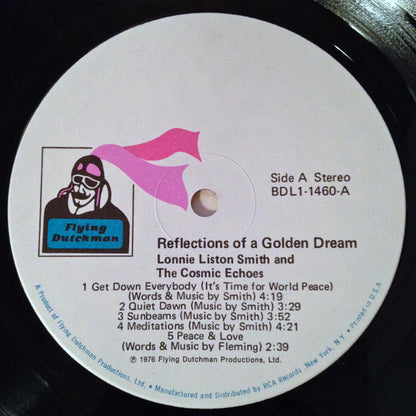 Flying
Dutchman
Side A Stereo
BDL1-1460-A
Reflections of a Golden Dream
Lonnie Liston Smith and
The Cosmic Echoes
1 Get Down Everybody (It's Time for World Peace)
(Words & Music by Smith) 4:19
2 Quiet Dawn (Music by Smith) 3:29
3 Sunbeams (Music by Smith) 3:52
4 Meditations (Music by Smith) 4:21
5 Peace & Love
(Words & Music by Fleming) 2:39
℗ 1976 Flying Dutchman Productions, Ltd.
A Product of Flying Dutchman Productions, Ltd. • Manufactured and Distributed by RCA Records, New York, N.Y. • Printed in U.S.A